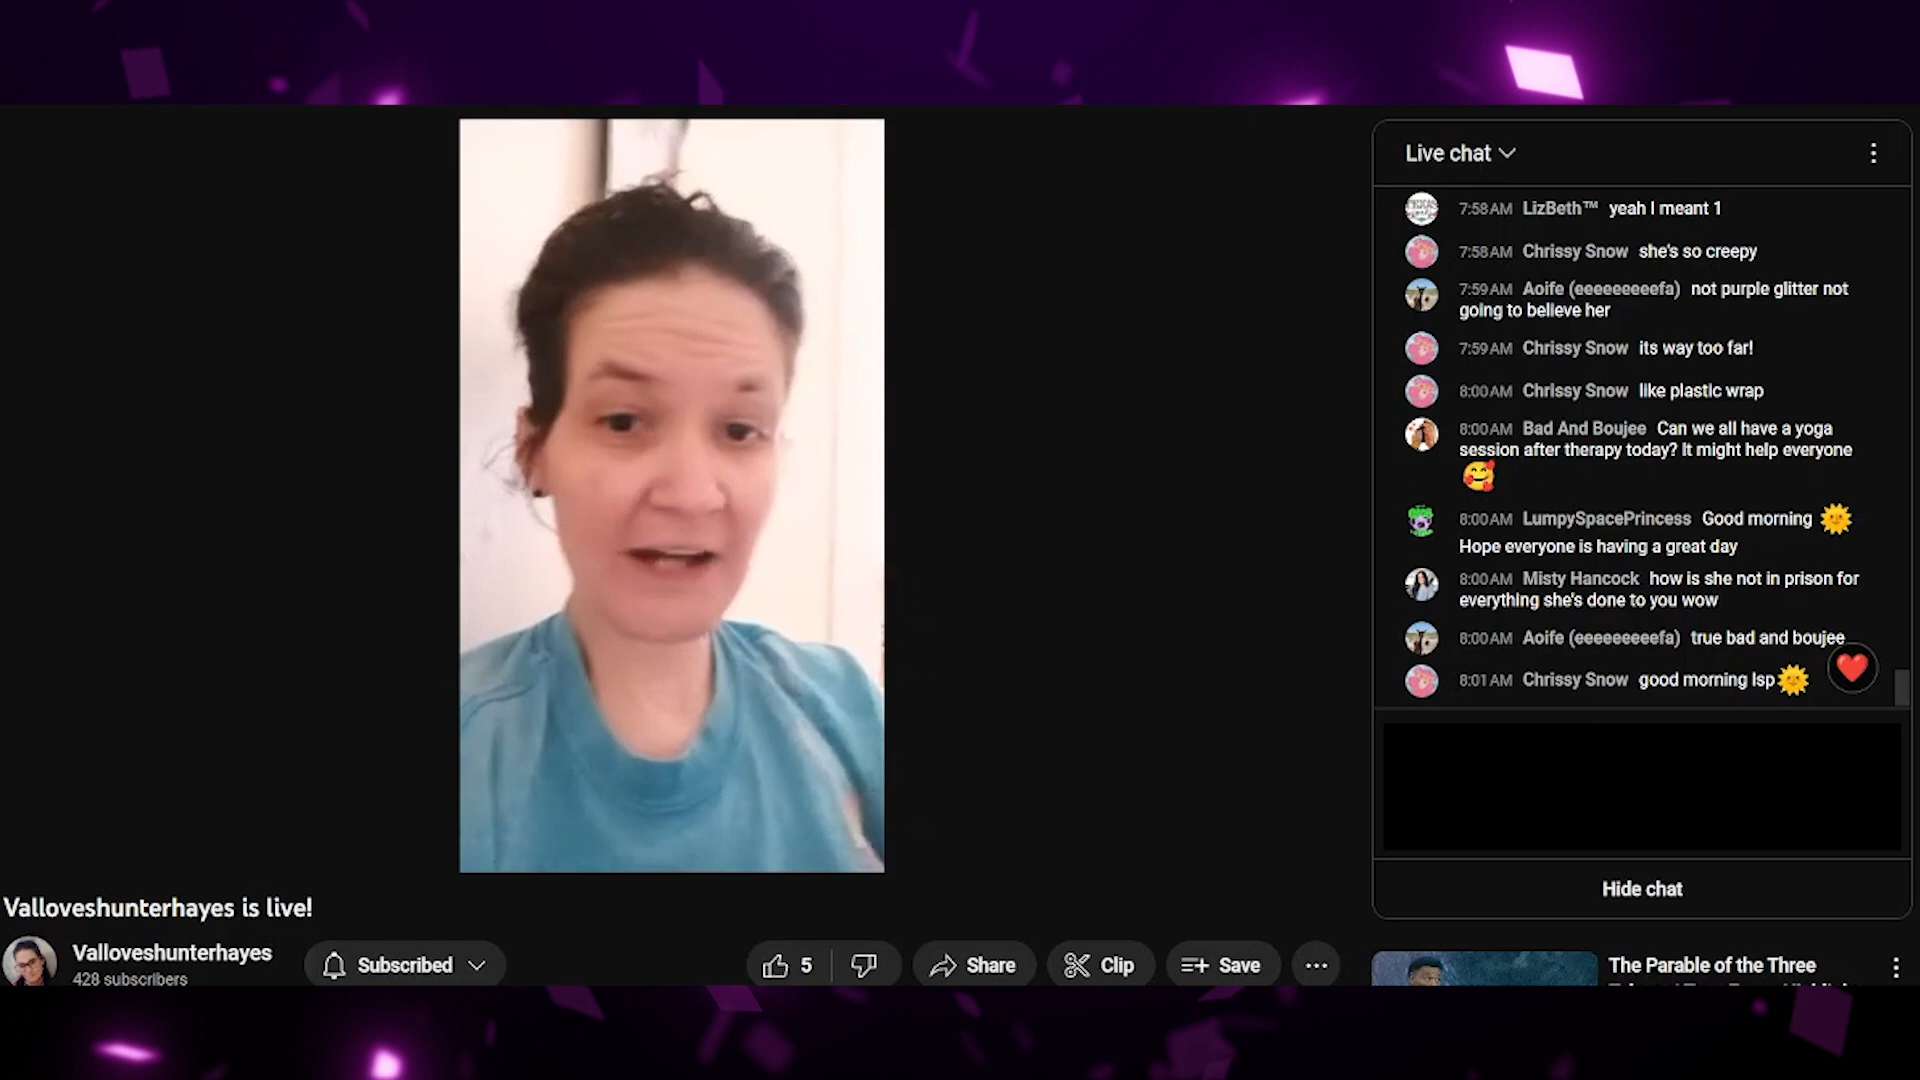 Live chat
7:58 AM LizBeth™ yeah I meant 1
7:58 AM Chrissy Snow she's so creepy
7:59 AM Aoife (eeeeeeeeefa) not purple glitter not
going to believe her
7:59 AM Chrissy Snow its way too far!
8:00 AM Chrissy Snow like plastic wrap
8:00 AM Bad And Boujee Can we all have a yoga
session after therapy today? It might help everyone
8:00 AM LumpySpacePrincess Good morning
Hope everyone is having a great day
8:00 AM Misty Hancock how is she not in prison for
everything she's done to you wow
8:00 AM Aoife (eeeeeeeeefa) true bad and boujee
8:01 AM Chrissy Snow good morning lsp
Hide chat
Valloveshunterhayes is live!
Valloveshunterhayes
428 subscribers
Subscribed
5
Share
Clip
Save
The Parable of the Three